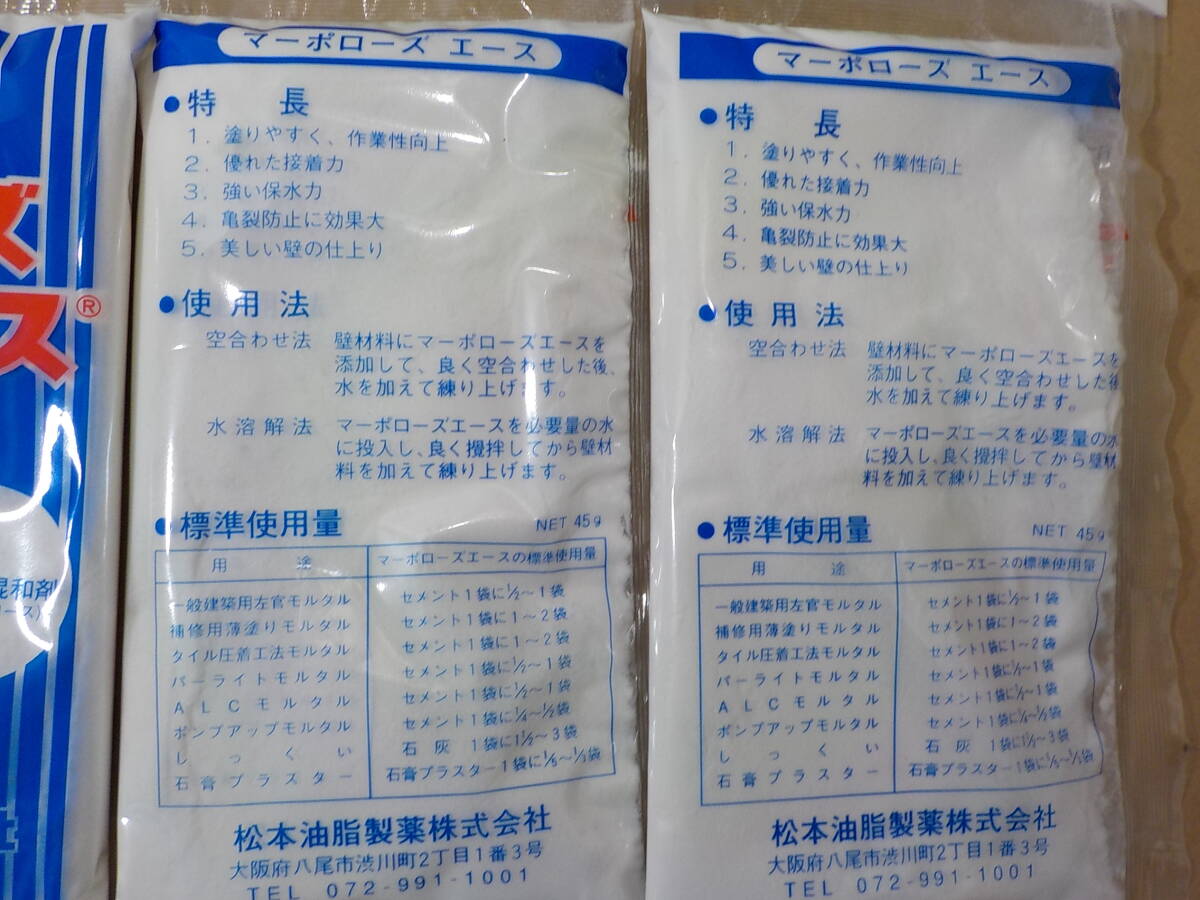 ズ
ス®
混和剤
マーポローズ エース
●特 長
1. 塗りやすく、作業性向上
2. 優れた接着力
3. 強い保水力
4. 亀裂防止に効果大
5. 美しい壁の仕上り
●使用法
空合わせ法 壁材料にマーポローズエースを
添加して、良く空合わせした後、
水を加えて練り上げます。
水溶解法 マーポローズエースを必要量の水
に投入し、良く攪拌してから壁材
料を加えて練り上げます。
●標準使用量 NET 45g
用 途 マーポローズエースの標準使用量
一般建築用左官モルタル セメント1袋に½～1袋
補修用薄塗りモルタル セメント1袋に1～2袋
タイル圧着工法モルタル セメント1袋に1～2袋
パーライトモルタル セメント1袋に½～1袋
ALCモルタル セメント1袋に½～1袋
ポンプアップモルタル セメント1袋に¼～½袋
しっくい 石灰 1袋に1½～3袋
石膏プラスター 石膏プラスター1袋に
松本油脂製薬株式会社
大阪府八尾市渋川町2丁目1番3号
TEL 072-991-1001
マーポローズ エース
●特 長
1. 塗りやすく、作業性向上
2. 優れた接着力
3. 強い保水力
4. 亀裂防止に効果大
5. 美しい壁の仕上り
●使用法
空合わせ法 壁材料にマーポローズエースを
添加して、良く空合わせした後
水を加えて練り上げます。
水溶解法 マーポローズエースを必要量の水
に投入し、良く攪拌してから壁材
料を加えて練り上げます。
●標準使用量 NET 45g
用 途 マーポローズエースの標準使用量
一般建築用左官モルタル セメント1袋に½～1袋
補修用薄塗りモルタル セメント1袋に1～2袋
タイル圧着工法モルタル セメント1袋に1～2袋
パーライトモルタル セメント1袋に½～1袋
ALCモルタル セメント1袋に½～1袋
ポンプアップモルタル セメント1袋に¼～½袋
しっくい 石灰 1袋に1½～3袋
石膏プラスター 石膏プラスター1袋に
松本油脂製薬株式会社
大阪府八尾市渋川町2丁目1番3号
TEL 072-991-1001